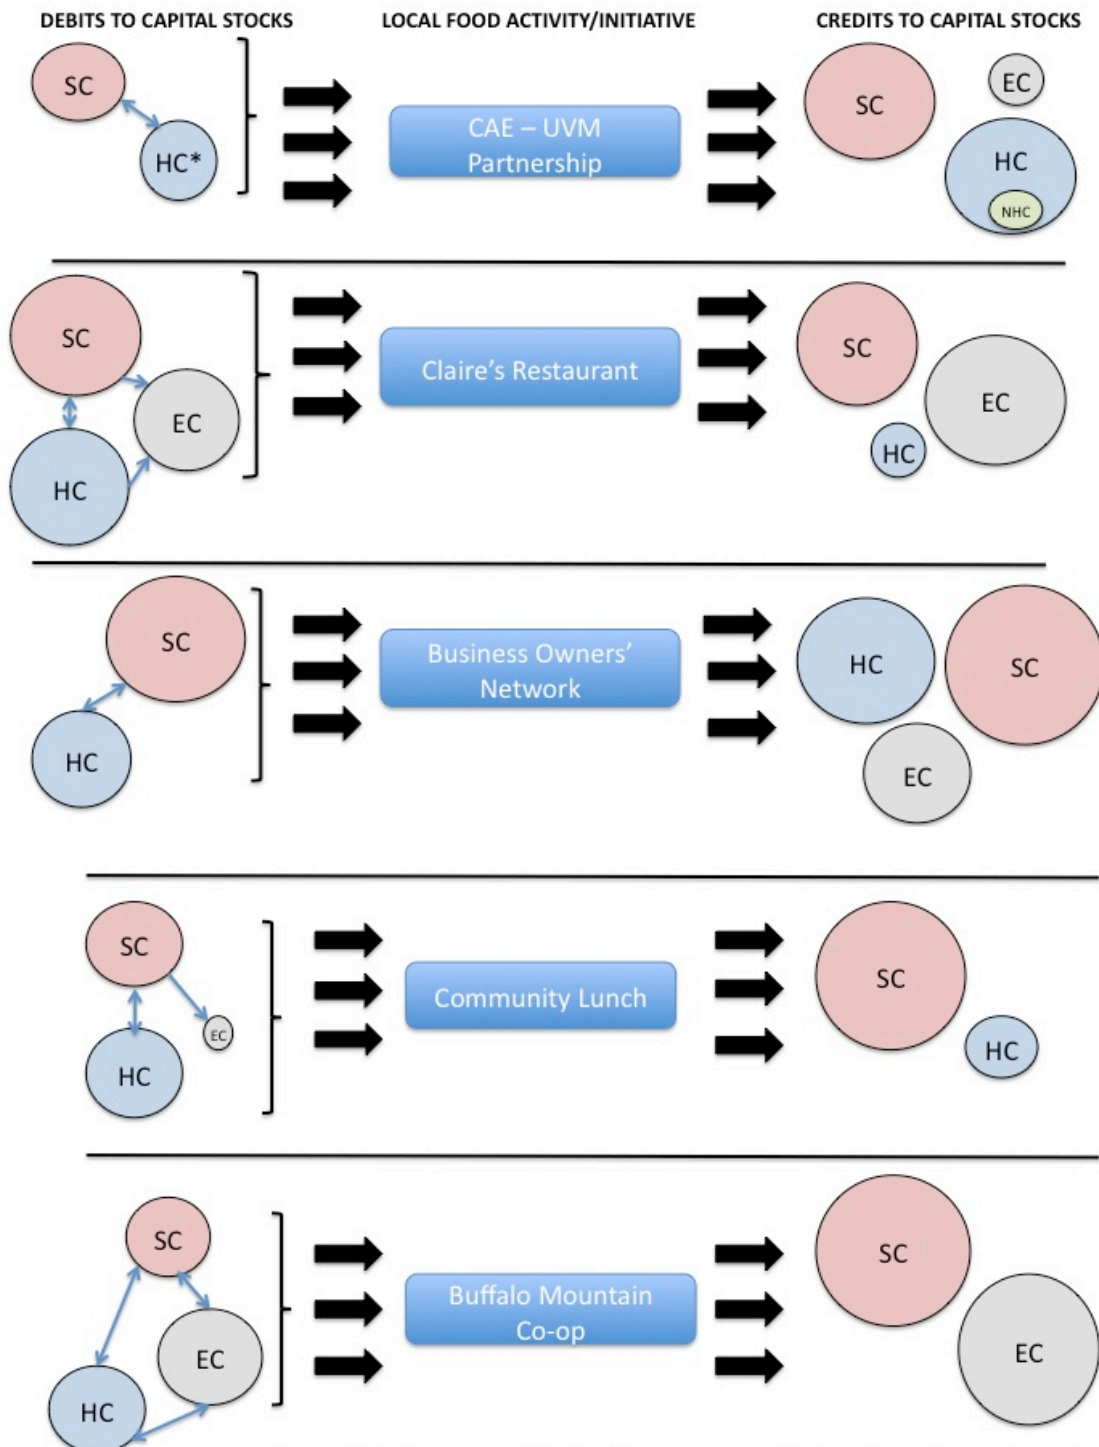 DEBITS TO CAPITAL STOCKS
LOCAL FOOD ACTIVITY/INITIATIVE
CREDITS TO CAPITAL STOCKS
SC
HC*
CAE – UVM
Partnership
SC
EC
HC
NHC
SC
EC
HC
Claire's Restaurant
SC
EC
HC
SC
HC
Business Owners'
Network
HC
SC
EC
SC
EC
HC
Community Lunch
SC
HC
SC
EC
HC
Buffalo Mountain
Co-op
SC
EC